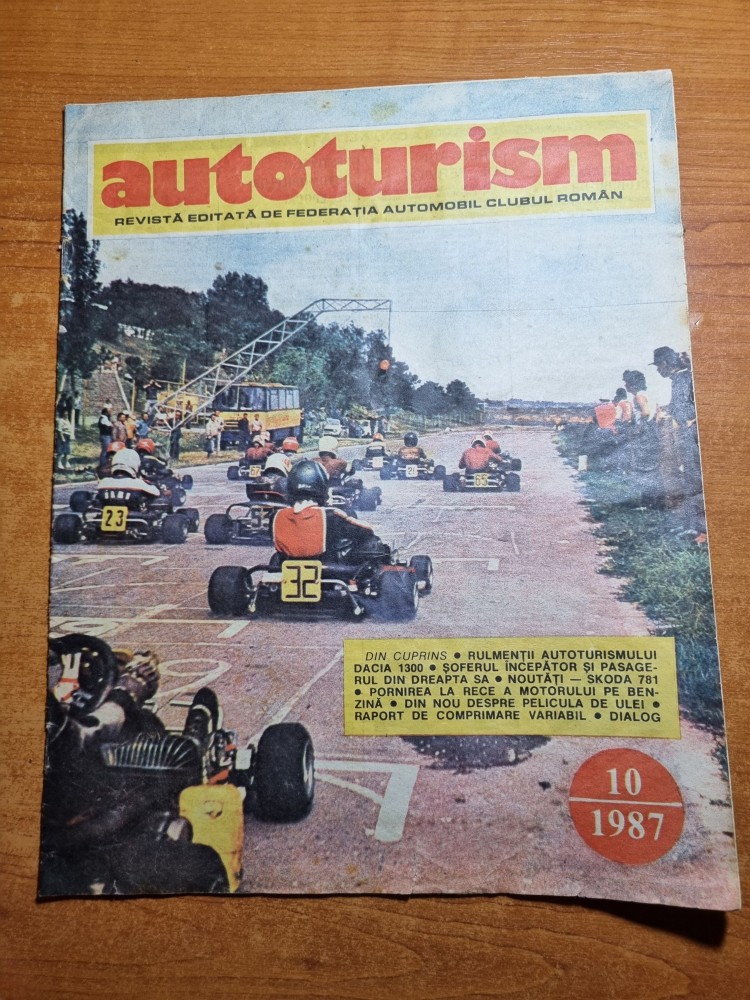 autoturism
REVISTĂ EDITATĂ DE FEDERAȚIA AUTOMOBIL CLUBUL ROMÂN
23
32
DIN CUPRINS • RULMENȚII AUTOTURISMULUI
DACIA 1300 • ȘOFERUL ÎNCEPĂTOR ȘI PASAGE-
RUL DIN DREAPTA SA • NOUTĂȚI — SKODA 781
• PORNIREA LA RECE A MOTORULUI PE BEN-
ZINĂ • DIN NOU DESPRE PELICULA DE ULEI •
RAPORT DE COMPRIMARE VARIABIL • DIALOG
10
1987